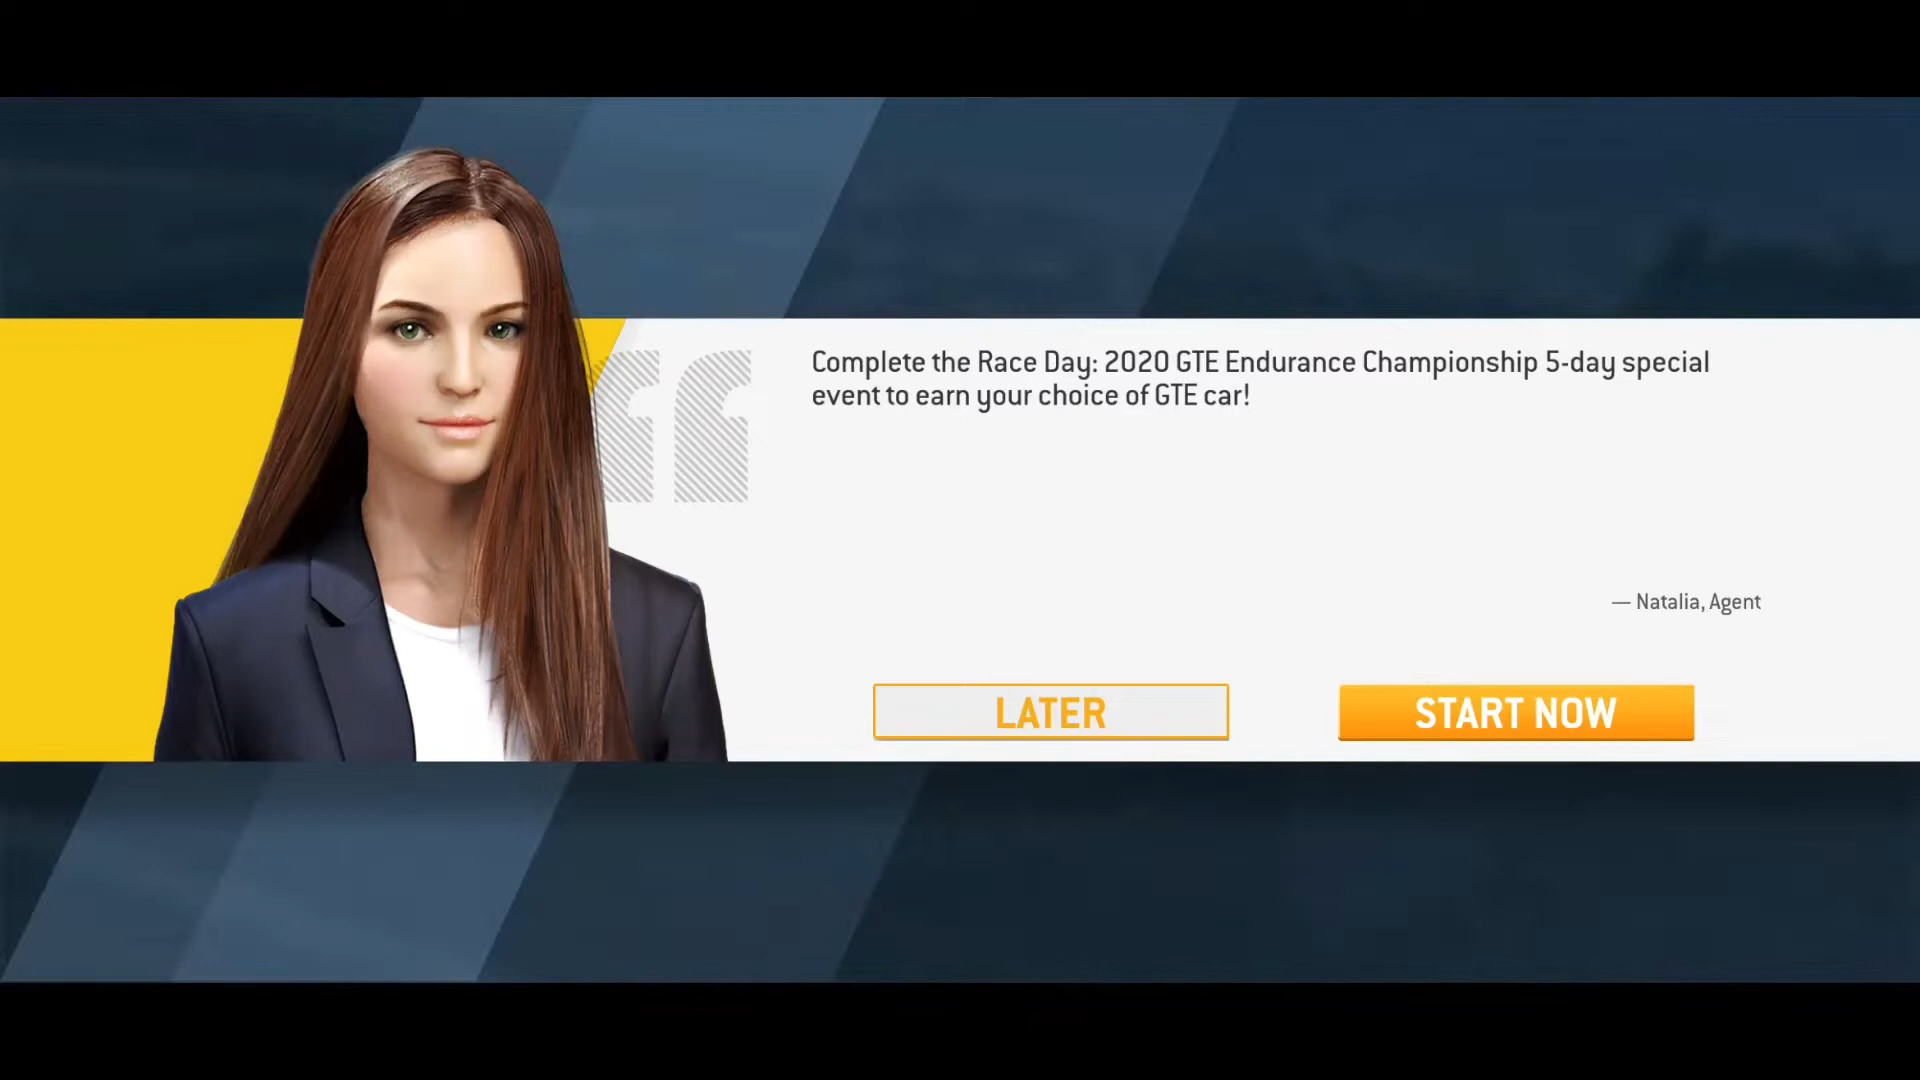 Complete the Race Day: 2020 GTE Endurance Championship 5-day special
event to earn your choice of GTE car!
— Natalia, Agent
LATER
START NOW